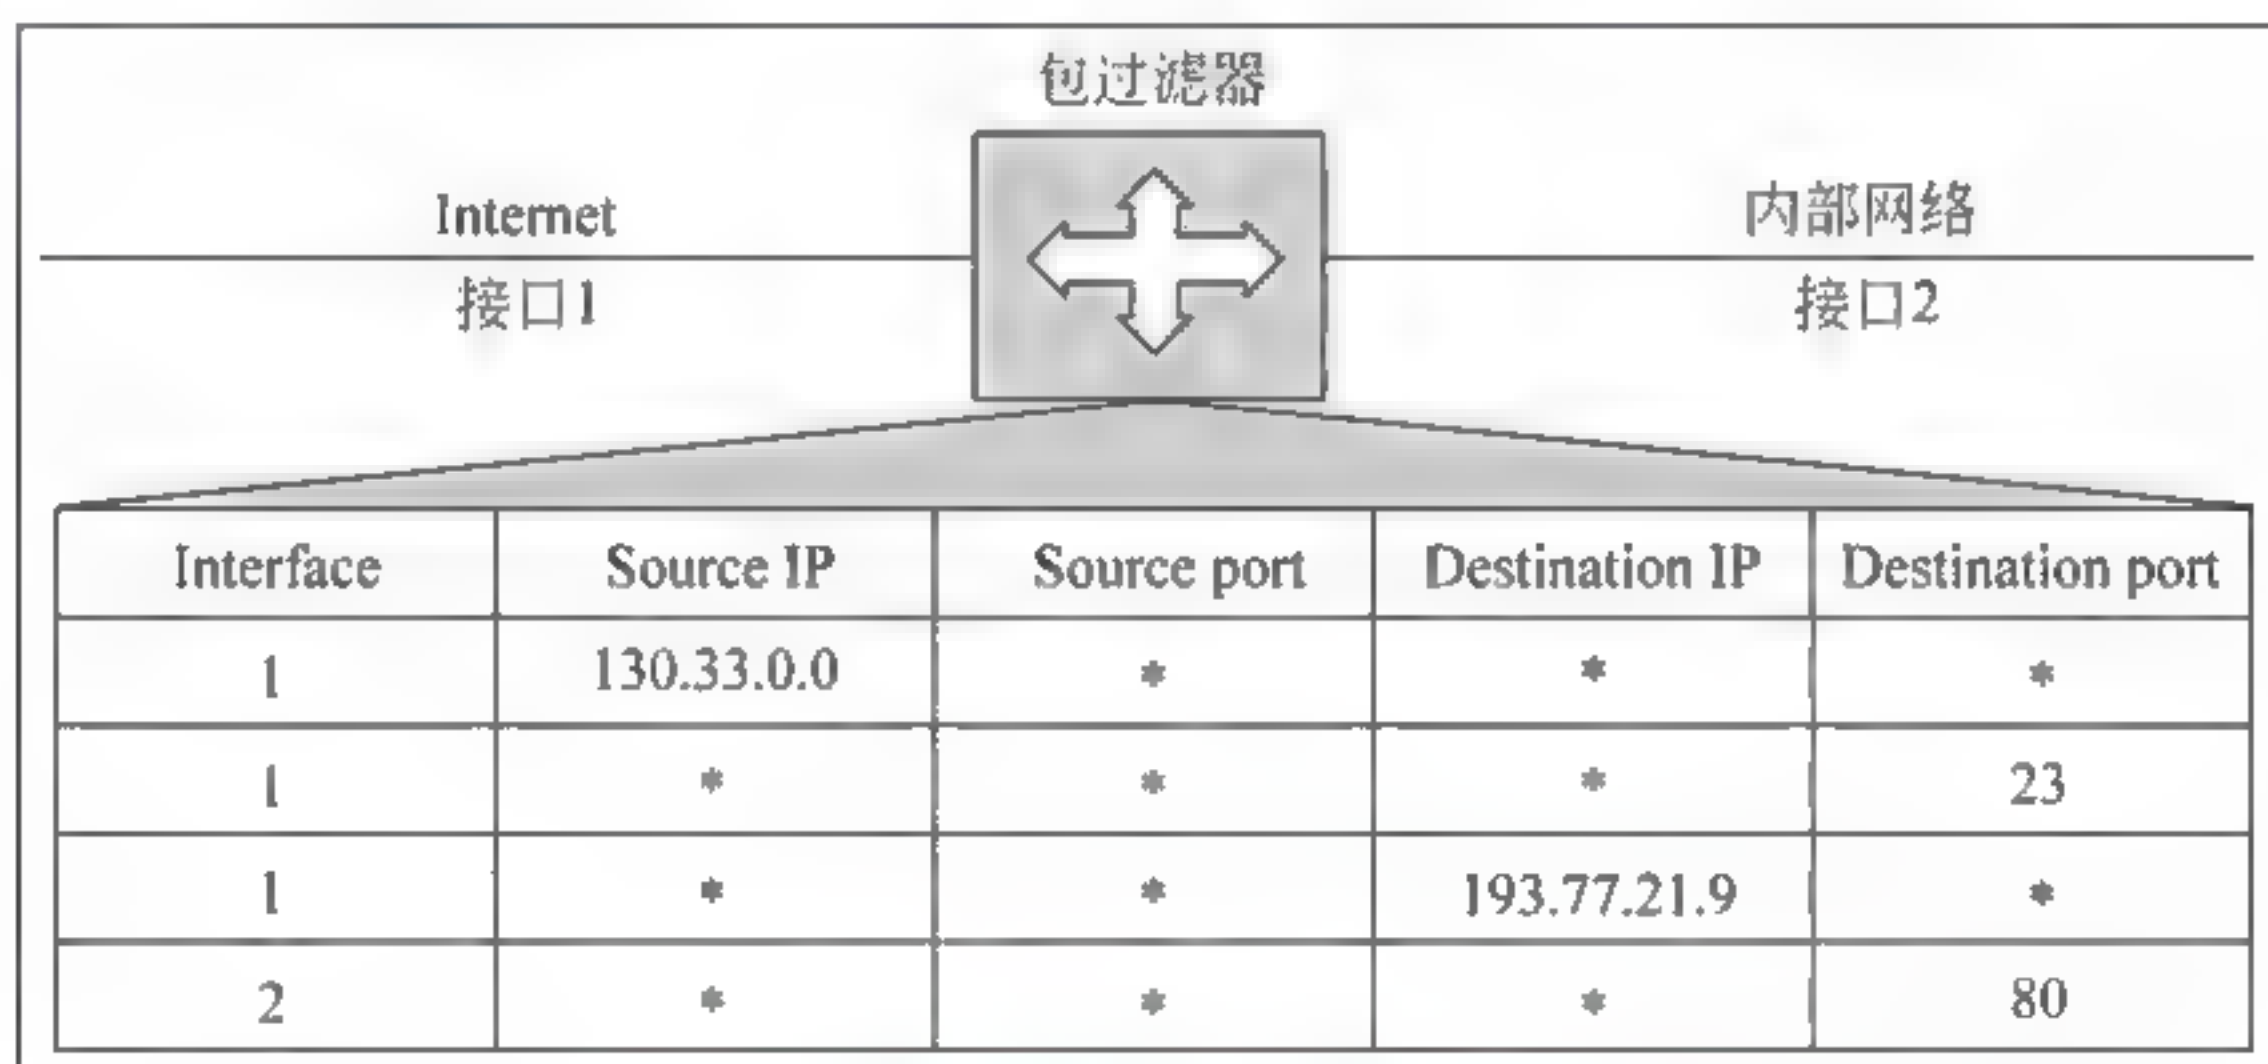 包过滤器
Internet
内部网络
接口1
接口2
Interface Source IP Source port Destination IP Destination port
1 130.33.0.0 * * *
1 * * * 23
1 * * 193.77.21.9 *
2 * * * 80